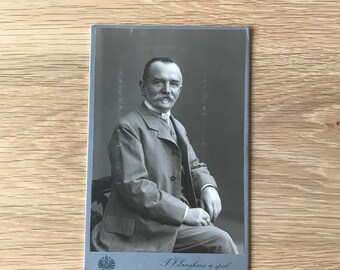 J. F. Langhans a spol.